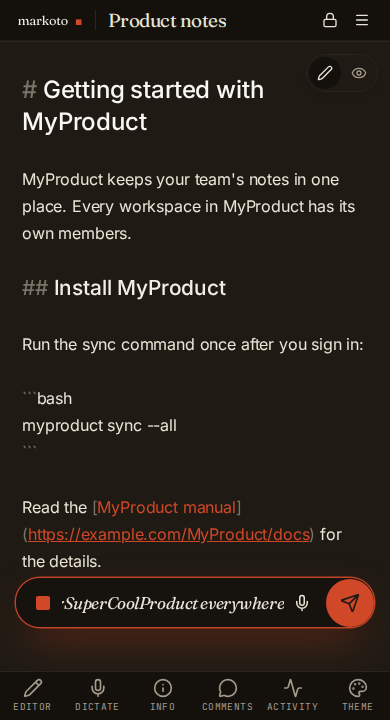 markoto
Product notes
# Getting started with
MyProduct
MyProduct keeps your team's notes in one
place. Every workspace in MyProduct has its
own members.
## Install MyProduct
Run the sync command once after you sign in:
```bash
myproduct sync --all
```
Read the [MyProduct manual]
(https://example.com/MyProduct/docs) for
the details.
SuperCoolProduct everywhere
EDITOR DICTATE INFO COMMENTS ACTIVITY THEME